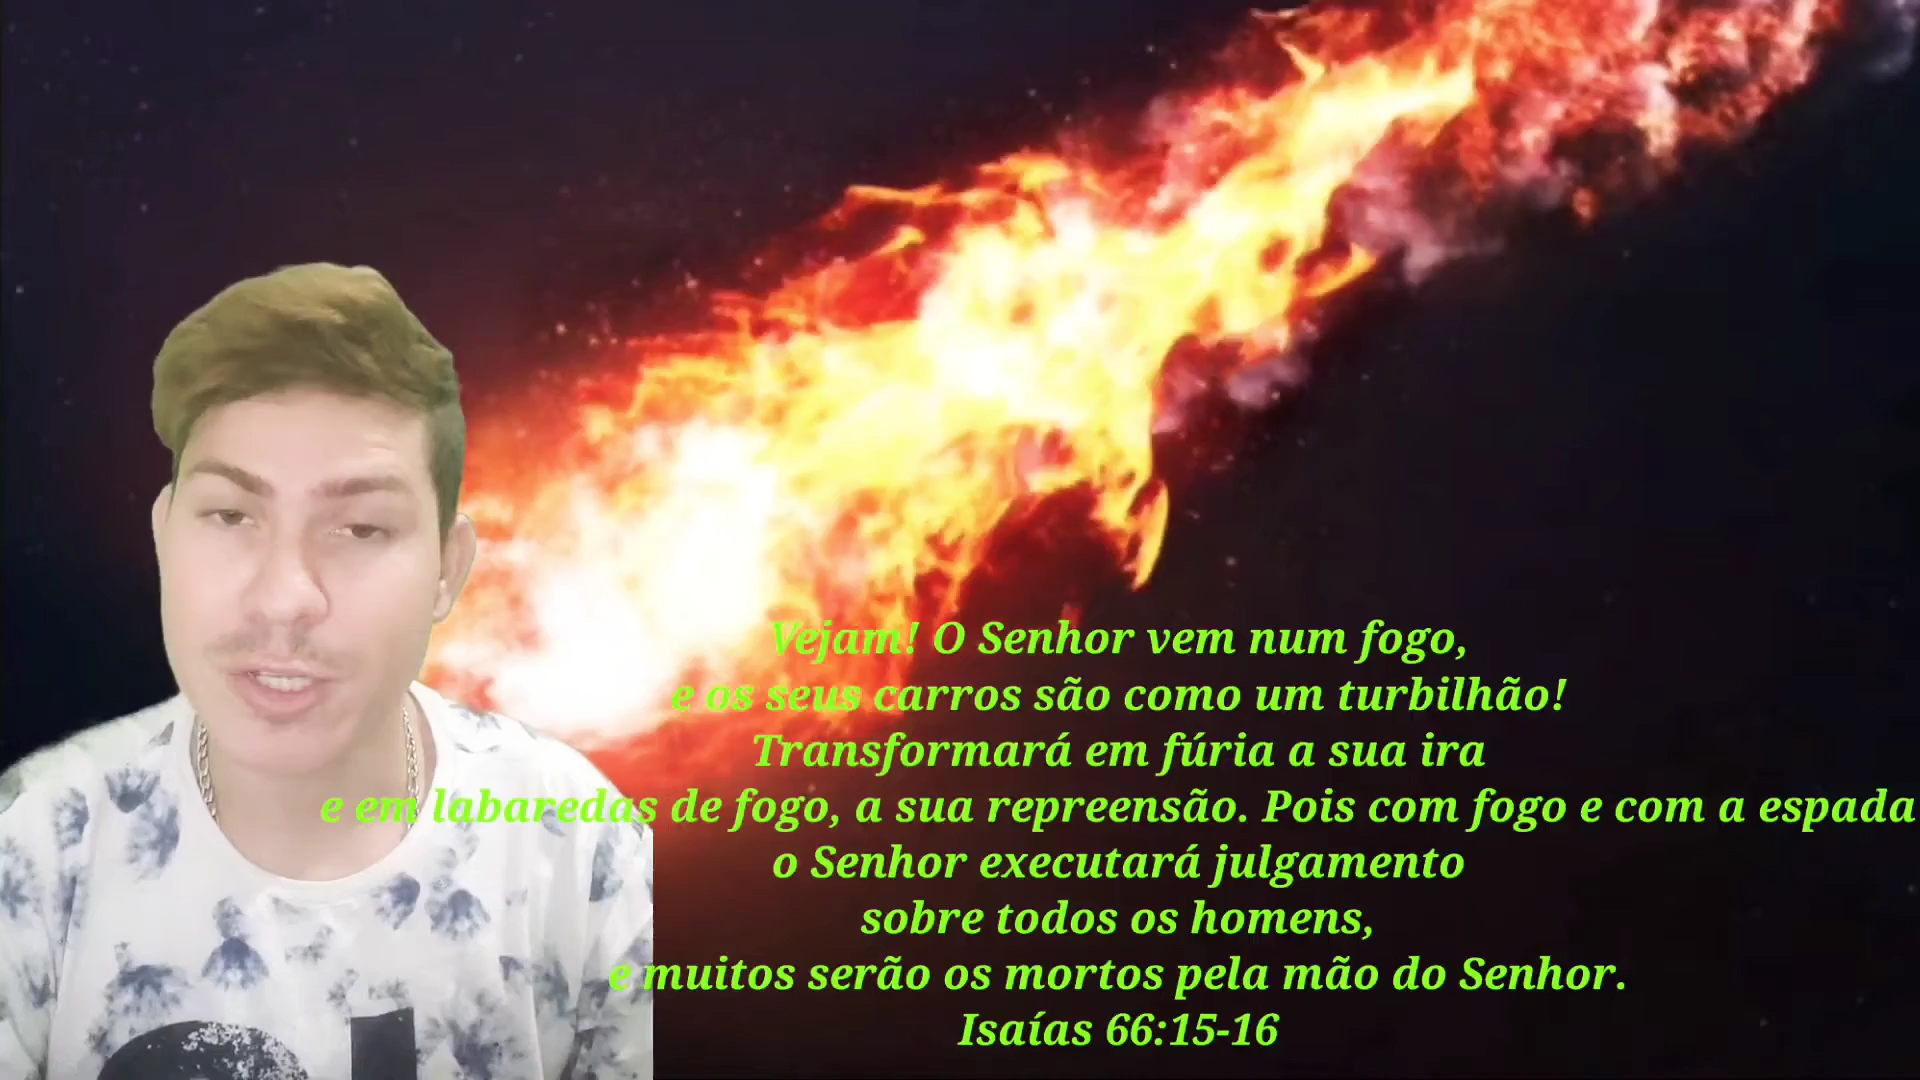 Vejam! O Senhor vem num fogo,
e os seus carros são como um turbilhão!
Transformará em fúria a sua ira
e em labaredas de fogo, a sua repreensão. Pois com fogo e com a espada
o Senhor executará julgamento
sobre todos os homens,
e muitos serão os mortos pela mão do Senhor.
Isaías 66:15-16